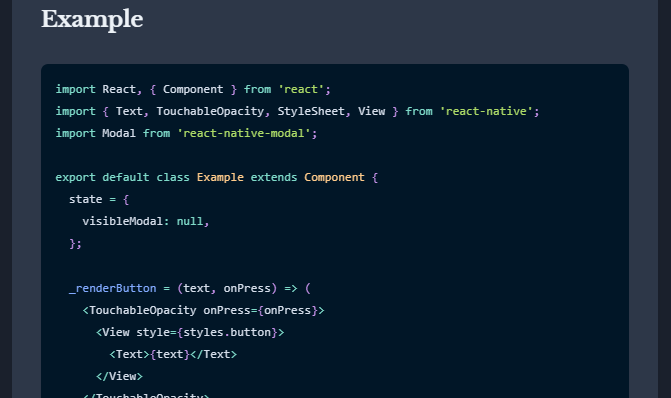 Example
import React, { Component } from 'react';
import { Text, TouchableOpacity, StyleSheet, View } from 'react-native';
import Modal from 'react-native-modal';
export default class Example extends Component {
state = {
visibleModal: null,
};
_renderButton = (text, onPress) => (
<TouchableOpacity onPress={onPress}>
<View style={styles.button}>
<Text>{text}</Text>
</View>
</TouchableOpacity>